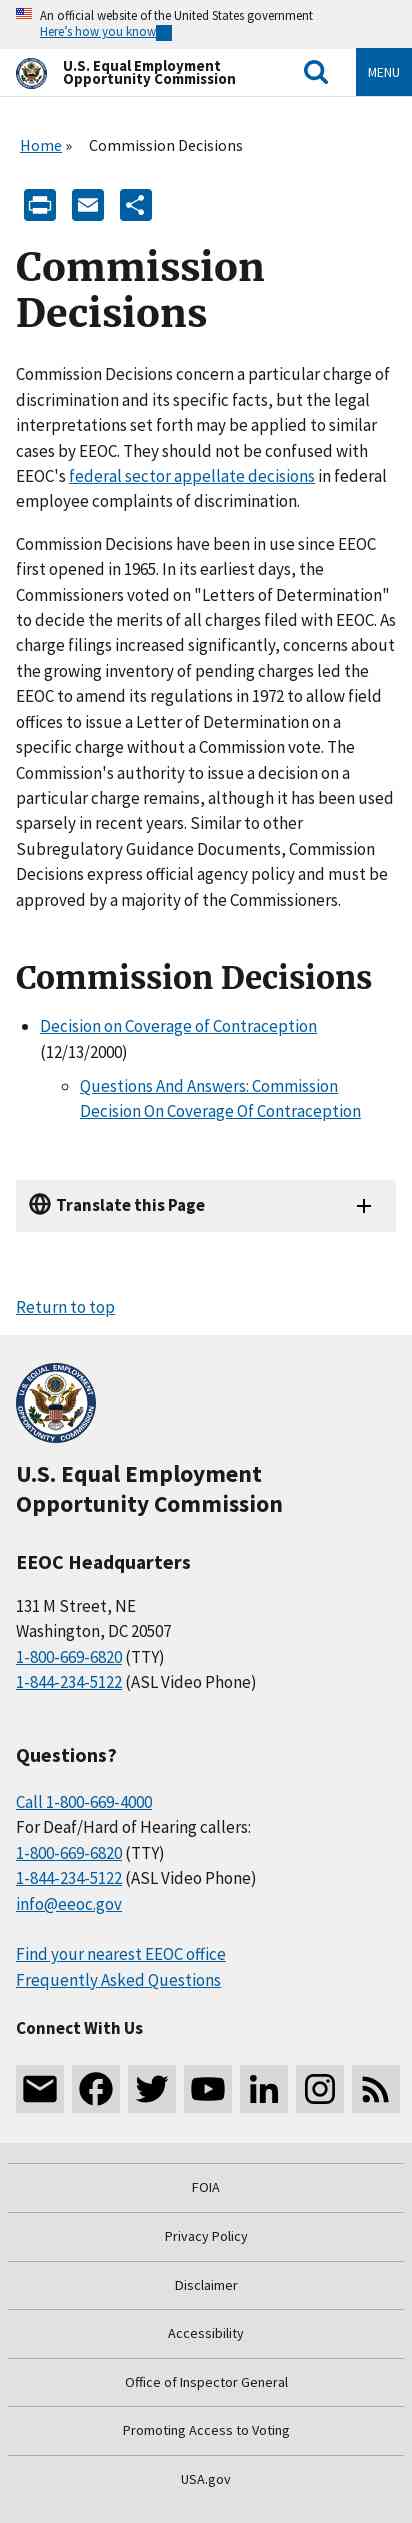 An official website of the United States government
Here's how you know
U.S. Equal Employment
Opportunity Commission
MENU
Home » Commission Decisions
Commission
Decisions
Commission Decisions concern a particular charge of
discrimination and its specific facts, but the legal
interpretations set forth may be applied to similar
cases by EEOC. They should not be confused with
EEOC's federal sector appellate decisions in federal
employee complaints of discrimination.
Commission Decisions have been in use since EEOC
first opened in 1965. In its earliest days, the
Commissioners voted on "Letters of Determination"
to decide the merits of all charges filed with EEOC. As
charge filings increased significantly, concerns about
the growing inventory of pending charges led the
EEOC to amend its regulations in 1972 to allow field
offices to issue a Letter of Determination on a
specific charge without a Commission vote. The
Commission's authority to issue a decision on a
particular charge remains, although it has been used
sparsely in recent years. Similar to other
Subregulatory Guidance Documents, Commission
Decisions express official agency policy and must be
approved by a majority of the Commissioners.
Commission Decisions
Decision on Coverage of Contraception
(12/13/2000)
Questions And Answers: Commission
Decision On Coverage Of Contraception
Translate this Page
Return to top
U.S. EQUAL EMPLOYMENT
OPPORTUNITY COMMISSION
U.S. Equal Employment
Opportunity Commission
EEOC Headquarters
131 M Street, NE
Washington, DC 20507
1-800-669-6820 (TTY)
1-844-234-5122 (ASL Video Phone)
Questions?
Call 1-800-669-4000
For Deaf/Hard of Hearing callers:
1-800-669-6820 (TTY)
1-844-234-5122 (ASL Video Phone)
info@eeoc.gov
Find your nearest EEOC office
Frequently Asked Questions
Connect With Us
FOIA
Privacy Policy
Disclaimer
Accessibility
Office of Inspector General
Promoting Access to Voting
USA.gov